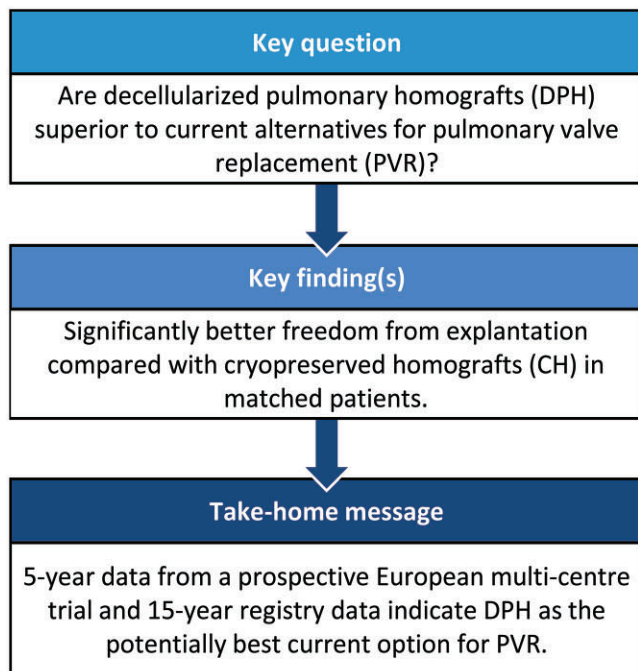 Key question
Are decellularized pulmonary homografts (DPH)
superior to current alternatives for pulmonary valve
replacement (PVR)?
Key finding(s)
Significantly better freedom from explantation
compared with cryopreserved homografts (CH) in
matched patients.
Take-home message
5-year data from a prospective European multi-centre
trial and 15-year registry data indicate DPH as the
potentially best current option for PVR.